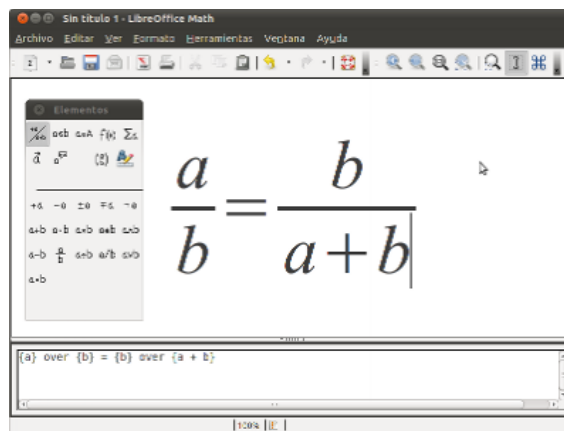 Sin título 1 - LibreOffice Math
Archivo Editar Ver Formato Herramientas Ventana Ayuda
Elementos
a = b
b a + b
{a} over {b} = {b} over {a + b}
100%